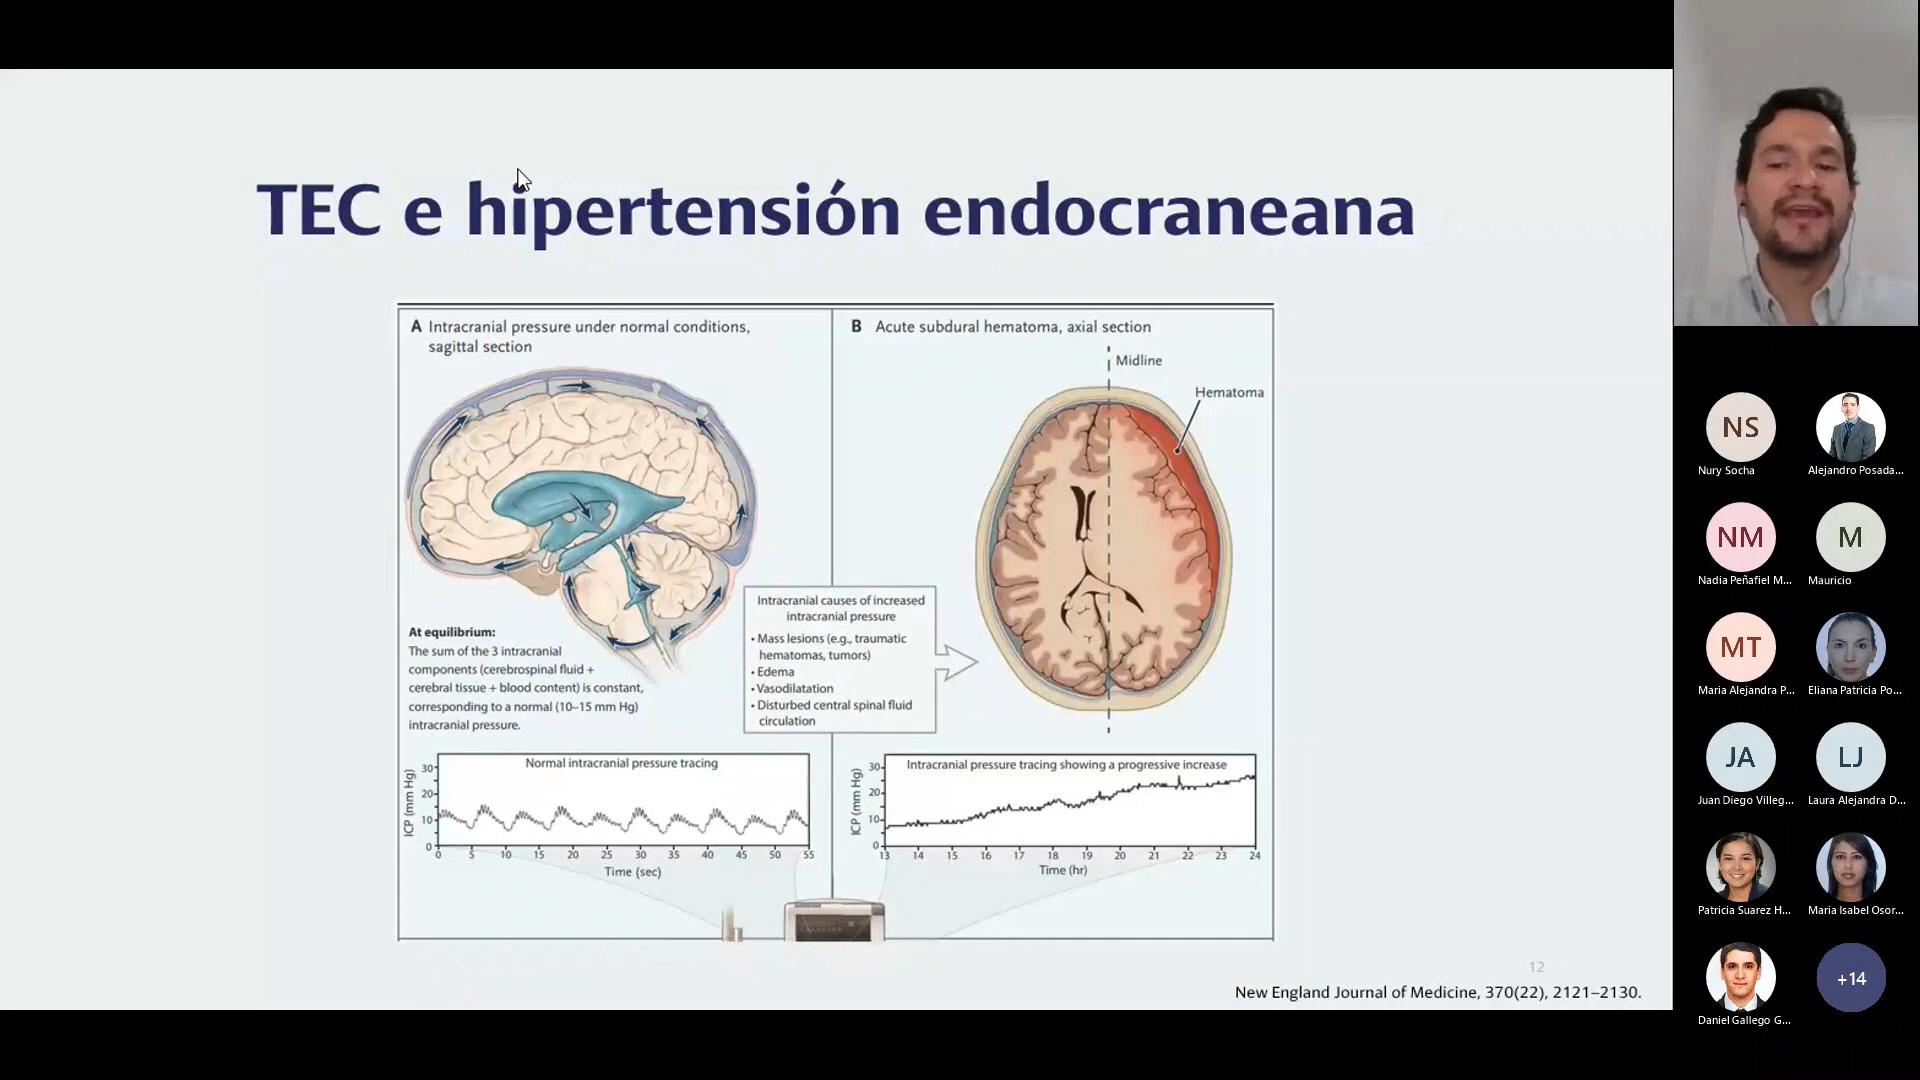 TEC e hipertensión endocraneana
A Intracranial pressure under normal conditions,
sagittal section
B Acute subdural hematoma, axial section
Midline
Hematoma
At equilibrium:
The sum of the 3 intracranial
components (cerebrospinal fluid +
cerebral tissue + blood content) is constant,
corresponding to a normal (10–15 mm Hg)
intracranial pressure.
Intracranial causes of increased
intracranial pressure
• Mass lesions (e.g., traumatic
hematomas, tumors)
• Edema
• Vasodilatation
• Disturbed central spinal fluid
circulation
Normal intracranial pressure tracing
ICP (mm Hg)
30
20
10
0
0 5 10 15 20 25 30 35 40 45 50 55
Time (sec)
Intracranial pressure tracing showing a progressive increase
ICP (mm Hg)
30
20
10
0
13 14 15 16 17 18 19 20 21 22 23 24
Time (hr)
12
New England Journal of Medicine, 370(22), 2121–2130.
NS
Nury Socha
Alejandro Posada...
NM
Nadia Peñafiel M...
M
Mauricio
MT
Maria Alejandra P...
Eliana Patricia Po...
JA
Juan Diego Villeg...
LJ
Laura Alejandra D...
Patricia Suarez H...
Maria Isabel Osor...
Daniel Gallego G...
+14